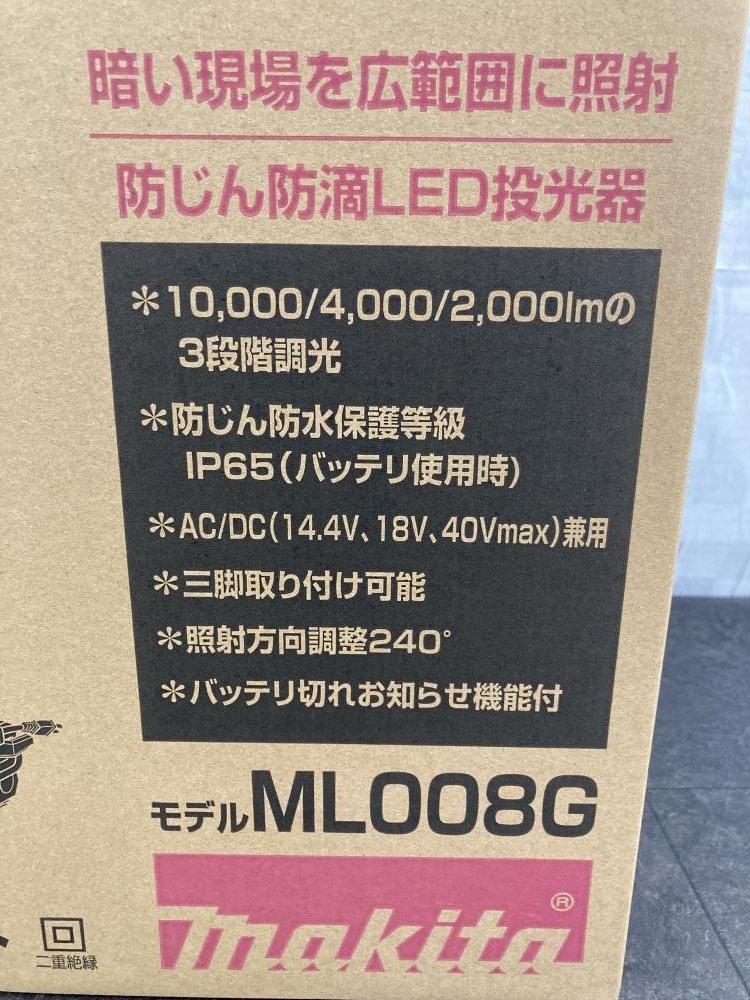 暗い現場を広範囲に照射
防じん防滴LED投光器
＊10,000/4,000/2,000lmの
3段階調光
＊防じん防水保護等級
IP65（バッテリ使用時）
＊AC/DC（14.4V、18V、40Vmax）兼用
＊三脚取り付け可能
＊照射方向調整240°
＊バッテリ切れお知らせ機能付
モデルML008G
makita®
二重絶縁